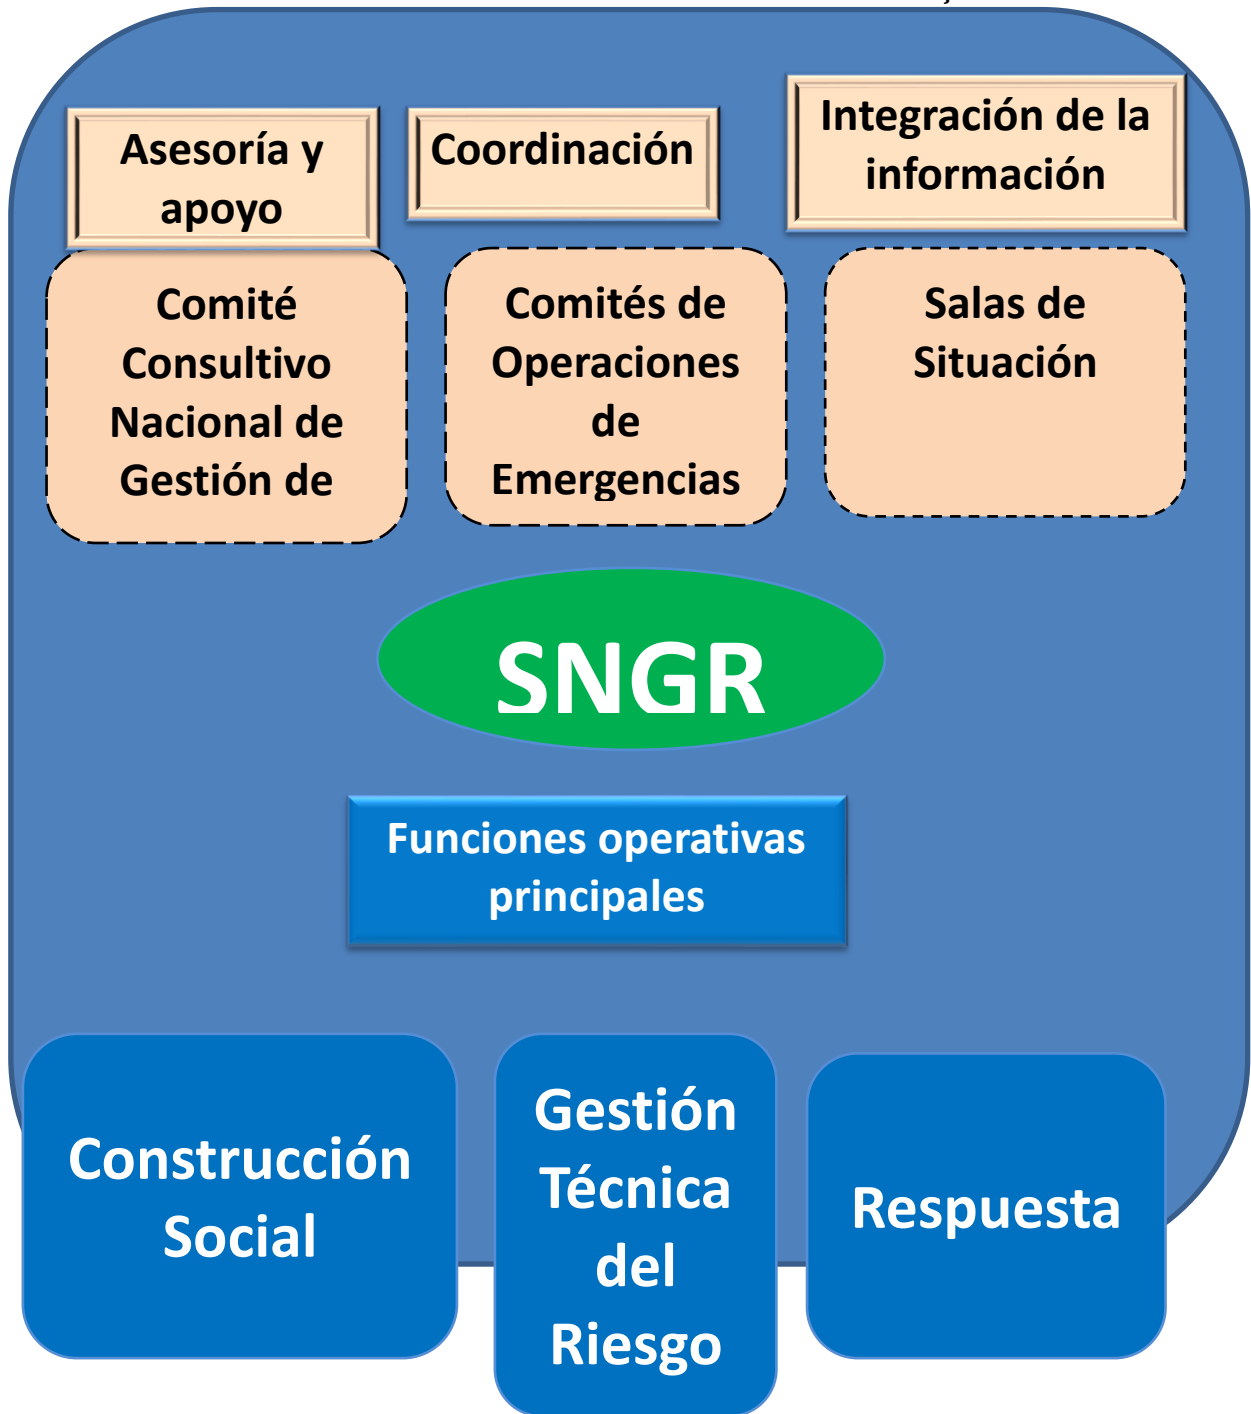 Asesoría y
apoyo
Coordinación
Integración de la
información
Comité
Consultivo
Nacional de
Gestión de
Comités de
Operaciones
de
Emergencias
Salas de
Situación
SNGR
Funciones operativas
principales
Construcción
Social
Gestión
Técnica
del
Riesgo
Respuesta